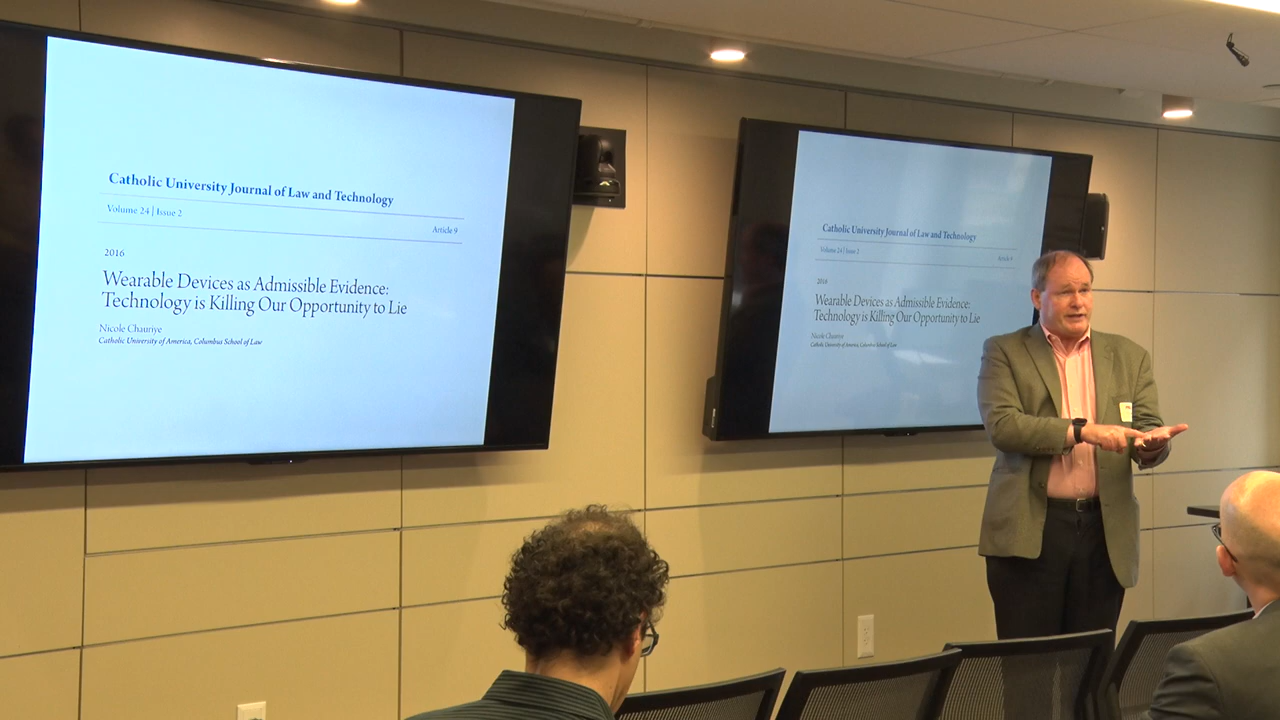 Catholic University Journal of Law and Technology
Volume 24 | Issue 2
Article 9
2016
Wearable Devices as Admissible Evidence:
Technology is Killing Our Opportunity to Lie
Nicole Chauriye
Catholic University of America, Columbus School of Law
Catholic University Journal of Law and Technology
Volume 24 | Issue 2
Article 9
2016
Wearable Devices as Admissible Evidence:
Technology is Killing Our Opportunity to Lie
Nicole Chauriye
Catholic University of America, Columbus School of Law